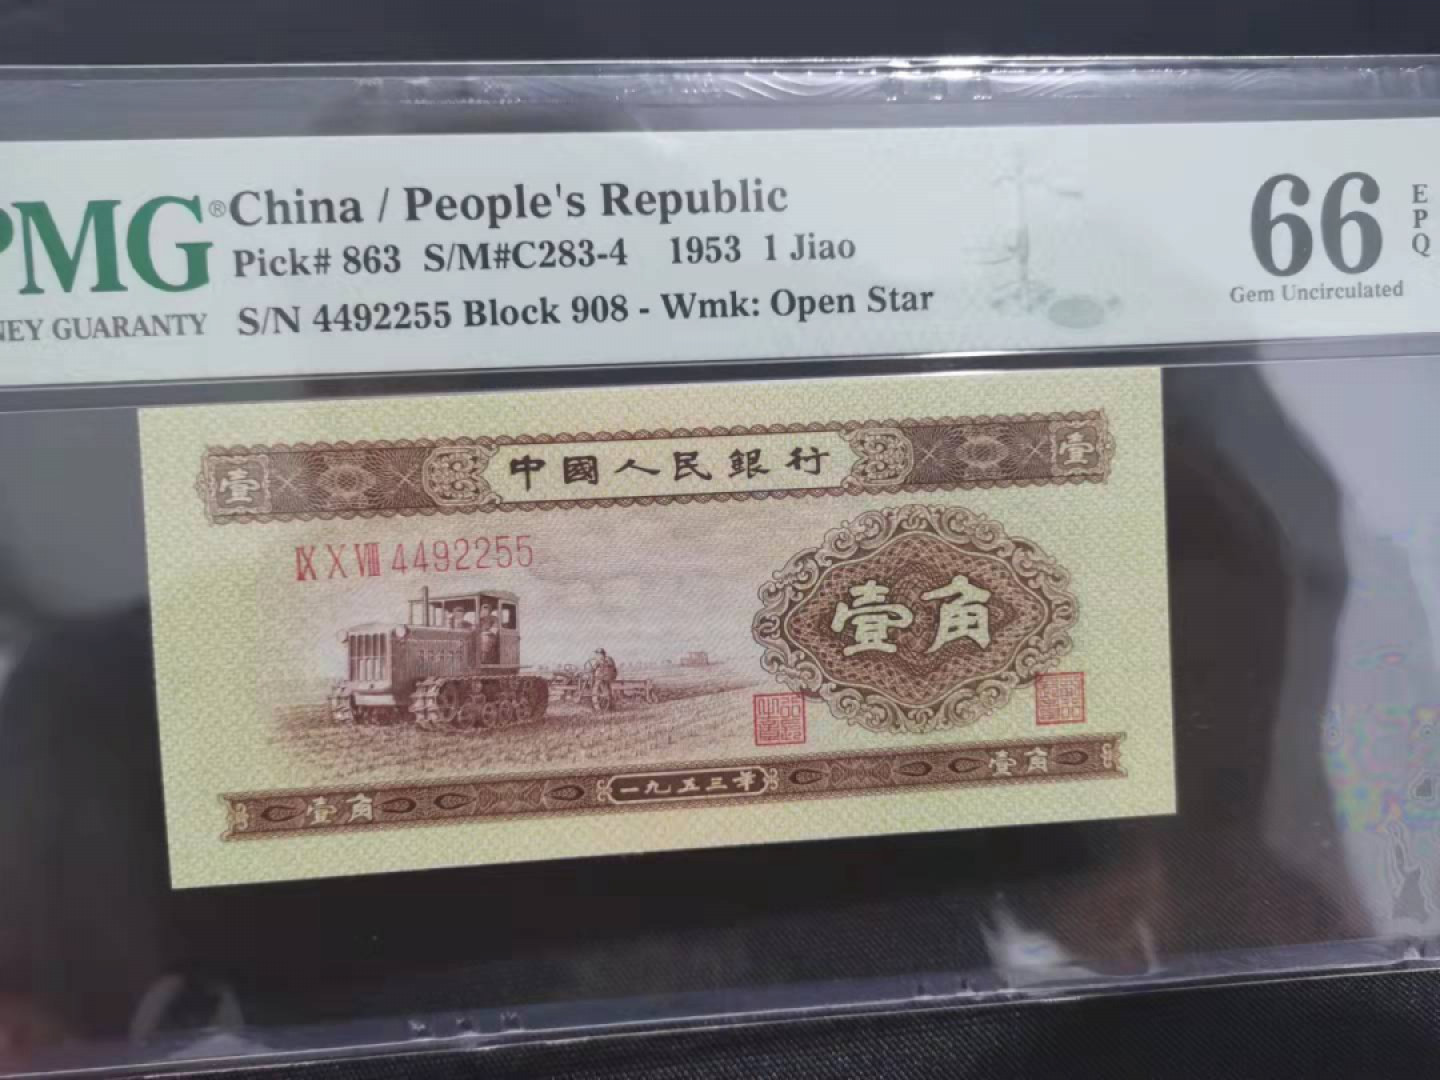 PMG® China / People's Republic
Pick# 863 S/M#C283-4 1953 1 Jiao
S/N 4492255 Block 908 - Wmk: Open Star
GUARANTY
66
EPQ
Gem Uncirculated
壹 中國人民銀行 壹
ⅨⅩⅧ 4492255
壹角
壹角 一九五三年 壹角